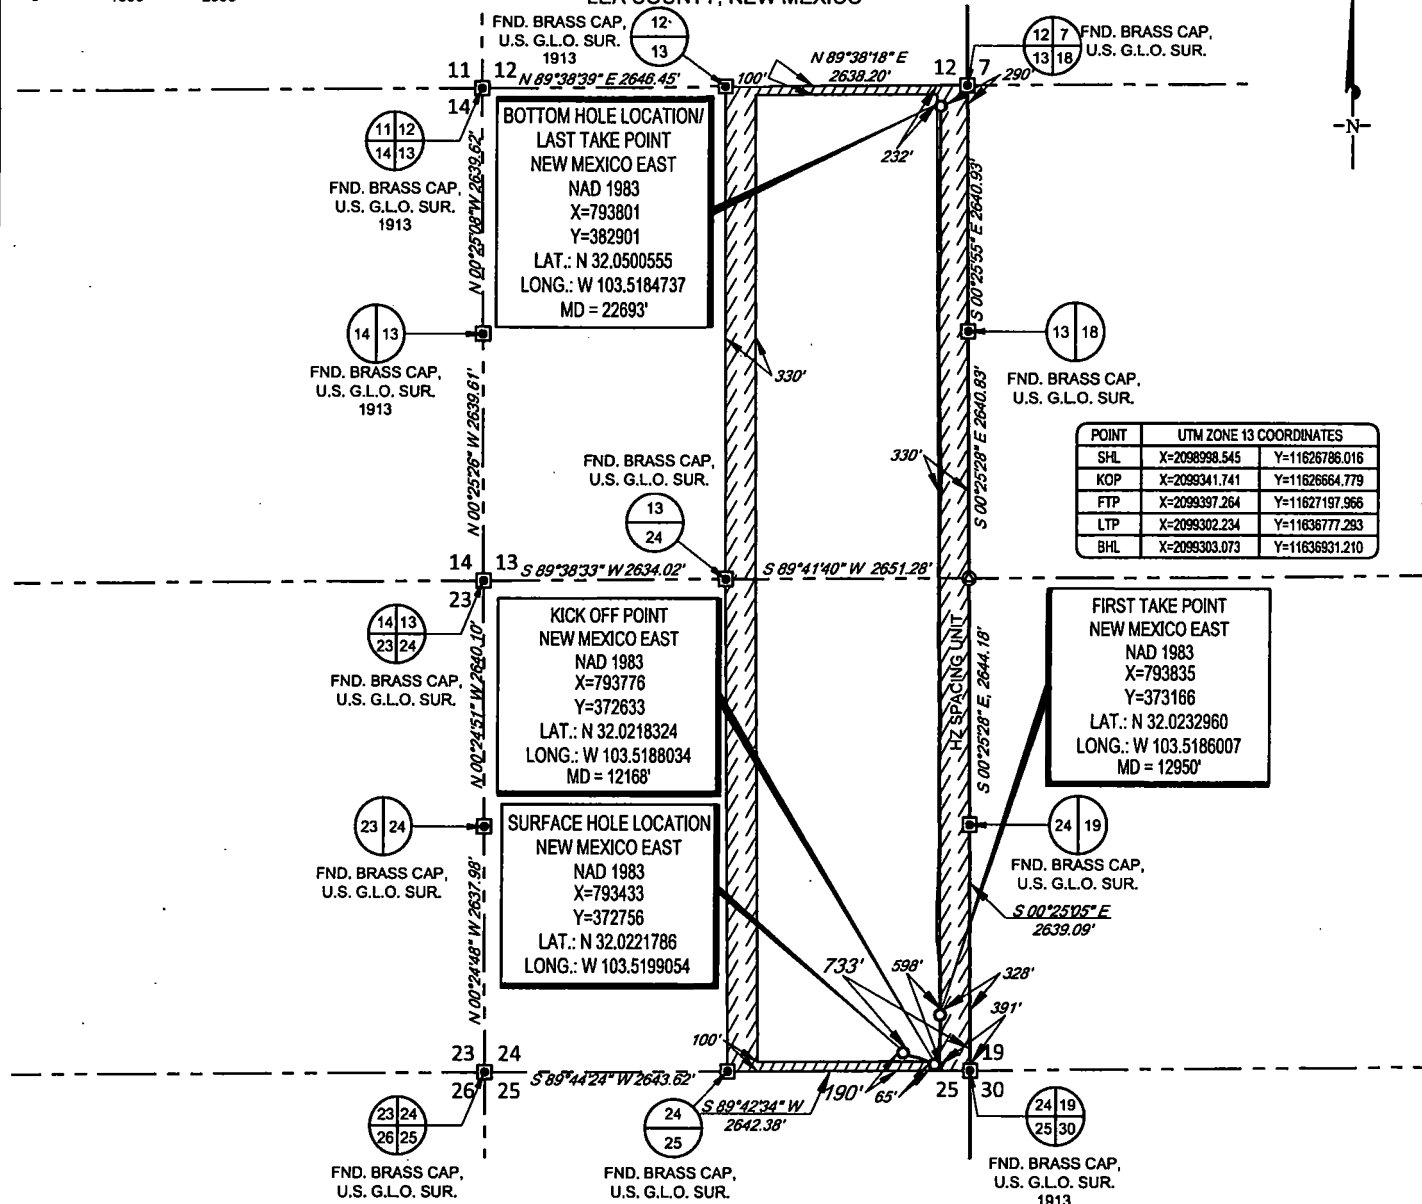 LEA COUNTY, NEW MEXICO
FND. BRASS CAP,
U.S. G.L.O. SUR.
1913
12
13
12 7
13 18
FND. BRASS CAP,
U.S. G.L.O. SUR.
11 12
14
N 89°38'39" E 2646.45'
100'
N 89°38'18" E
2638.20'
12 7
290'
232'
11 12
14 13
FND. BRASS CAP,
U.S. G.L.O. SUR.
1913
N 00°25'08" W 2639.62'
BOTTOM HOLE LOCATION/
LAST TAKE POINT
NEW MEXICO EAST
NAD 1983
X=793801
Y=382901
LAT.: N 32.0500555
LONG.: W 103.5184737
MD = 22693'
S 00°25'55" E 2640.93'
-N-
14 13
FND. BRASS CAP,
U.S. G.L.O. SUR.
1913
330'
13 18
FND. BRASS CAP,
U.S. G.L.O. SUR.
N 00°25'26" W 2639.61'
FND. BRASS CAP,
U.S. G.L.O. SUR.
13
24
330'
S 00°25'28" E 2640.83'
POINT UTM ZONE 13 COORDINATES
SHL X=2098998.545 Y=11626786.016
KOP X=2099341.741 Y=11626664.779
FTP X=2099397.264 Y=11627197.966
LTP X=2099302.234 Y=11636777.293
BHL X=2099303.073 Y=11636931.210
14 13
23
S 89°38'33" W 2634.02'
S 89°41'40" W 2651.28'
14 13
23 24
FND. BRASS CAP,
U.S. G.L.O. SUR.
N 00°24'51" W 2640.10'
KICK OFF POINT
NEW MEXICO EAST
NAD 1983
X=793776
Y=372633
LAT.: N 32.0218324
LONG.: W 103.5188034
MD = 12168'
HZ SPACING UNIT
S 00°25'28" E, 2644.18'
FIRST TAKE POINT
NEW MEXICO EAST
NAD 1983
X=793835
Y=373166
LAT.: N 32.0232960
LONG.: W 103.5186007
MD = 12950'
23 24
FND. BRASS CAP,
U.S. G.L.O. SUR.
SURFACE HOLE LOCATION
NEW MEXICO EAST
NAD 1983
X=793433
Y=372756
LAT.: N 32.0221786
LONG.: W 103.5199054
24 19
FND. BRASS CAP,
U.S. G.L.O. SUR.
S 00°25'05" E
2639.09'
N 00°24'48" W 2637.98'
733'
598'
328'
391'
100'
23 24
26 25
S 89°44'24" W 2643.62'
190'
65'
19
25 30
S 89°42'34" W
2642.38'
23 24
26 25
FND. BRASS CAP,
U.S. G.L.O. SUR.
24
25
FND. BRASS CAP,
U.S. G.L.O. SUR.
24 19
25 30
FND. BRASS CAP,
U.S. G.L.O. SUR.
1913